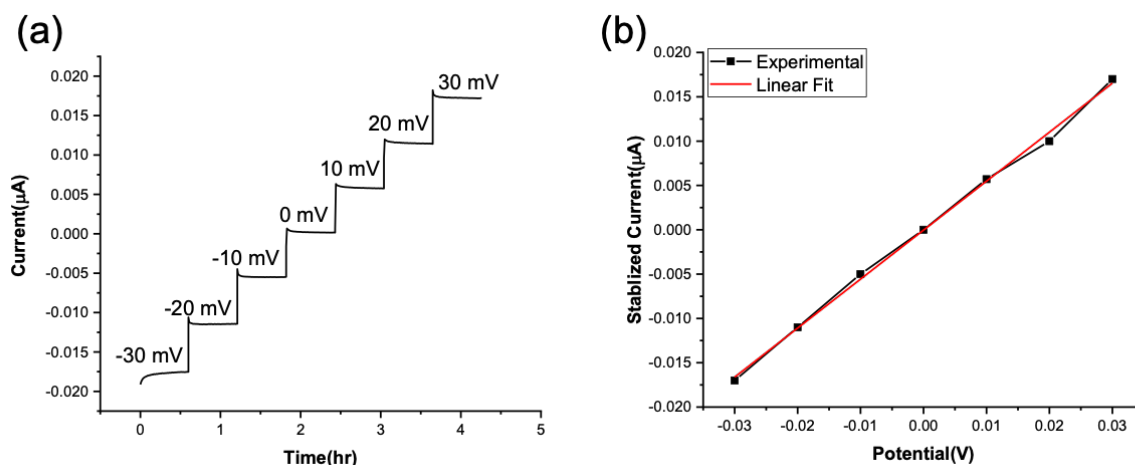 (a)
0.020
0.015
0.010
0.005
0.000
-0.005
-0.010
-0.015
-0.020
Current(μA)
-30 mV
-20 mV
-10 mV
0 mV
10 mV
20 mV
30 mV
0 1 2 3 4 5
Time(hr)
(b)
Experimental
Linear Fit
0.020
0.015
0.010
0.005
0.000
-0.005
-0.010
-0.015
-0.020
Stablized Current(μA)
-0.03 -0.02 -0.01 0.00 0.01 0.02 0.03
Potential(V)